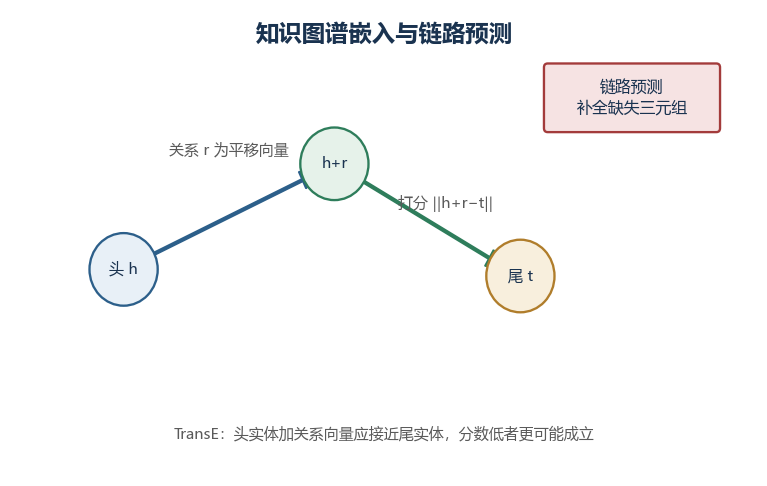 知识图谱嵌入与链路预测
链路预测
补全缺失三元组
关系 r 为平移向量
h+r
打分 ||h+r−t||
头 h
尾 t
TransE：头实体加关系向量应接近尾实体，分数低者更可能成立